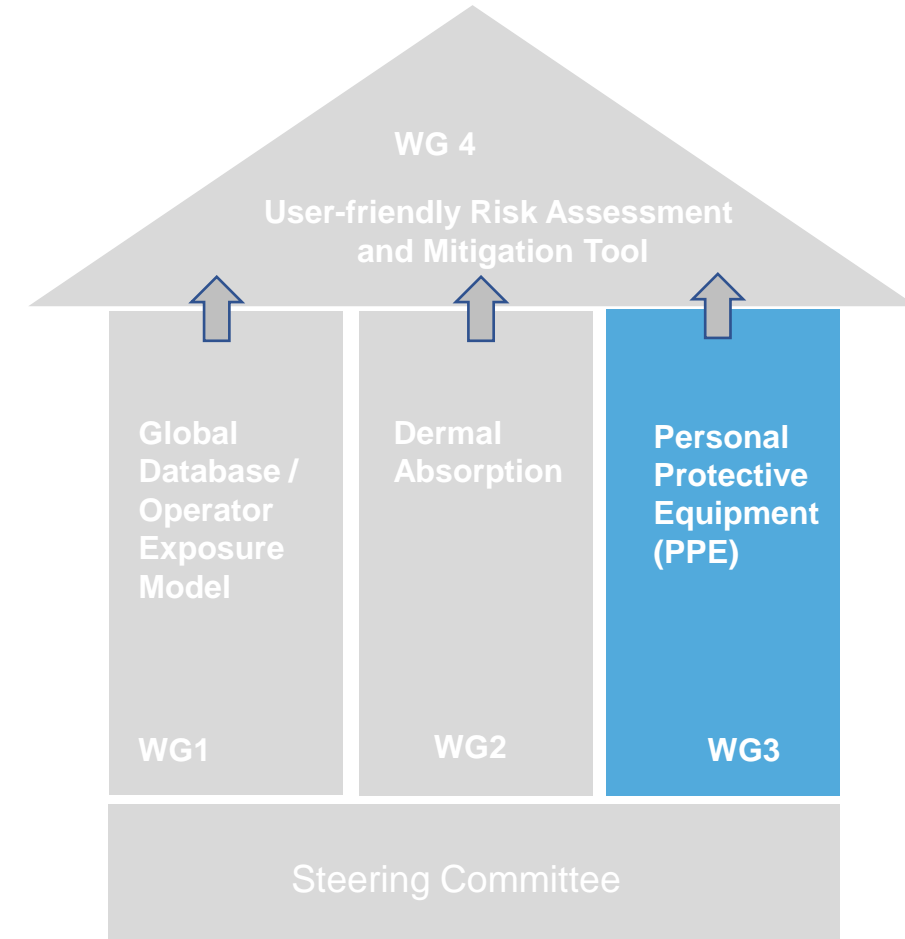 WG 4
User-friendly Risk Assessment
and Mitigation Tool
Global
Database /
Operator
Exposure
Model
WG1
Dermal
Absorption
WG2
Personal
Protective
Equipment
(PPE)
WG3
Steering Committee